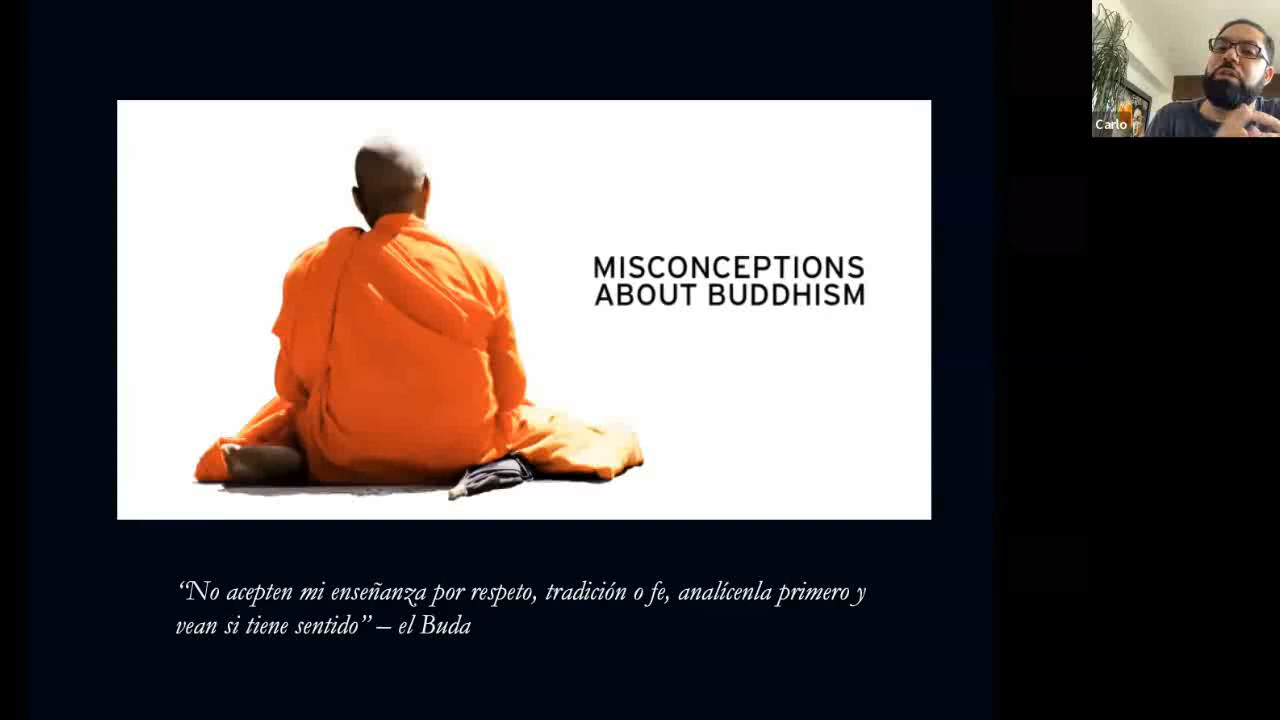 Carlo
MISCONCEPTIONS
ABOUT BUDDHISM
“No acepten mi enseñanza por respeto, tradición o fe, analícenla primero y
vean si tiene sentido” – el Buda